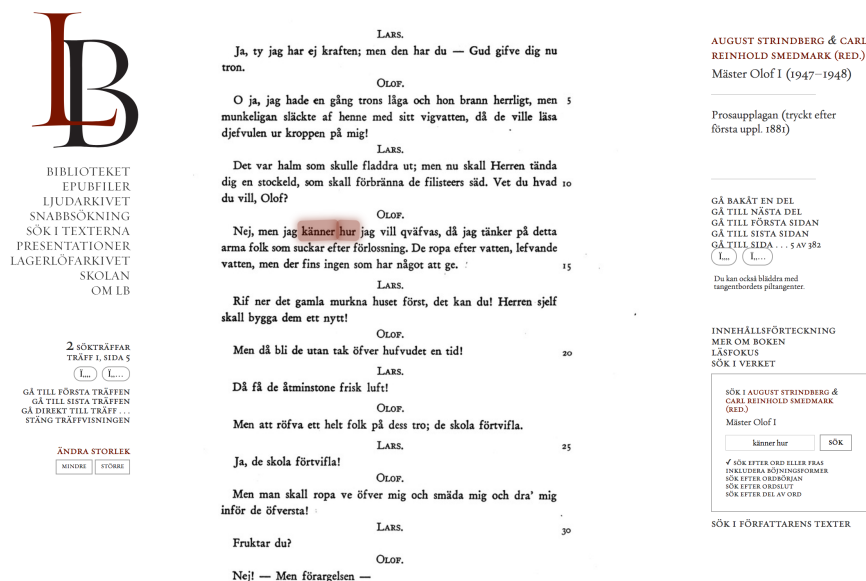 LB
BIBLIOTEKET
EPUBFILER
LJUDARKIVET
SNABBSÖKNING
SÖK I TEXTERNA
PRESENTATIONER
LAGERLÖFARKIVET
SKOLAN
OM LB
2 SÖKTRÄFFAR
TRÄFF 1, SIDA 5
Ï„„ Ï„…
GÅ TILL FÖRSTA TRÄFFEN
GÅ TILL SISTA TRÄFFEN
GÅ DIREKT TILL TRÄFF . . .
STÄNG TRÄFFVISNINGEN
ÄNDRA STORLEK
MINDRE STÖRRE
Lars.
Ja, ty jag har ej kraften; men den har du — Gud gifve dig nu
tron.
Olof.
O ja, jag hade en gång trons låga och hon brann herrligt, men 5
munkeligan släckte af henne med sitt vigvatten, då de ville läsa
djefvulen ur kroppen på mig!
Lars.
Det var halm som skulle fladdra ut; men nu skall Herren tända
dig en stockeld, som skall förbränna de filisteers säd. Vet du hvad 10
du vill, Olof?
Olof.
Nej, men jag känner hur jag vill qväfvas, då jag tänker på detta
arma folk som suckar efter förlossning. De ropa efter vatten, lefvande
vatten, men der fins ingen som har något att ge. 15
Lars.
Rif ner det gamla murkna huset först, det kan du! Herren sjelf
skall bygga dem ett nytt!
Olof.
Men då bli de utan tak öfver hufvudet en tid! 20
Lars.
Då få de åtminstone frisk luft!
Olof.
Men att röfva ett helt folk på dess tro; de skola förtvifla.
Lars. 25
Ja, de skola förtvifla!
Olof.
Men man skall ropa ve öfver mig och smäda mig och dra' mig
inför de öfversta!
Lars. 30
Fruktar du?
Olof.
Nej! — Men förargelsen —
AUGUST STRINDBERG & CARL
REINHOLD SMEDMARK (RED.)
Mäster Olof I (1947–1948)
Prosaupplagan (tryckt efter
första uppl. 1881)
GÅ BAKÅT EN DEL
GÅ TILL NÄSTA DEL
GÅ TILL FÖRSTA SIDAN
GÅ TILL SISTA SIDAN
GÅ TILL SIDA . . . 5 AV 382
Ï„„ Ï„…
Du kan också bläddra med
tangentbordets piltangenter.
INNEHÅLLSFÖRTECKNING
MER OM BOKEN
LÄSFOKUS
SÖK I VERKET
SÖK I AUGUST STRINDBERG &
CARL REINHOLD SMEDMARK
(RED.)
Mäster Olof I
känner hur SÖK
✓ SÖK EFTER ORD ELLER FRAS
INKLUDERA BÖJNINGSFORMER
SÖK EFTER ORDBÖRJAN
SÖK EFTER ORDSLUT
SÖK EFTER DEL AV ORD
SÖK I FÖRFATTARENS TEXTER